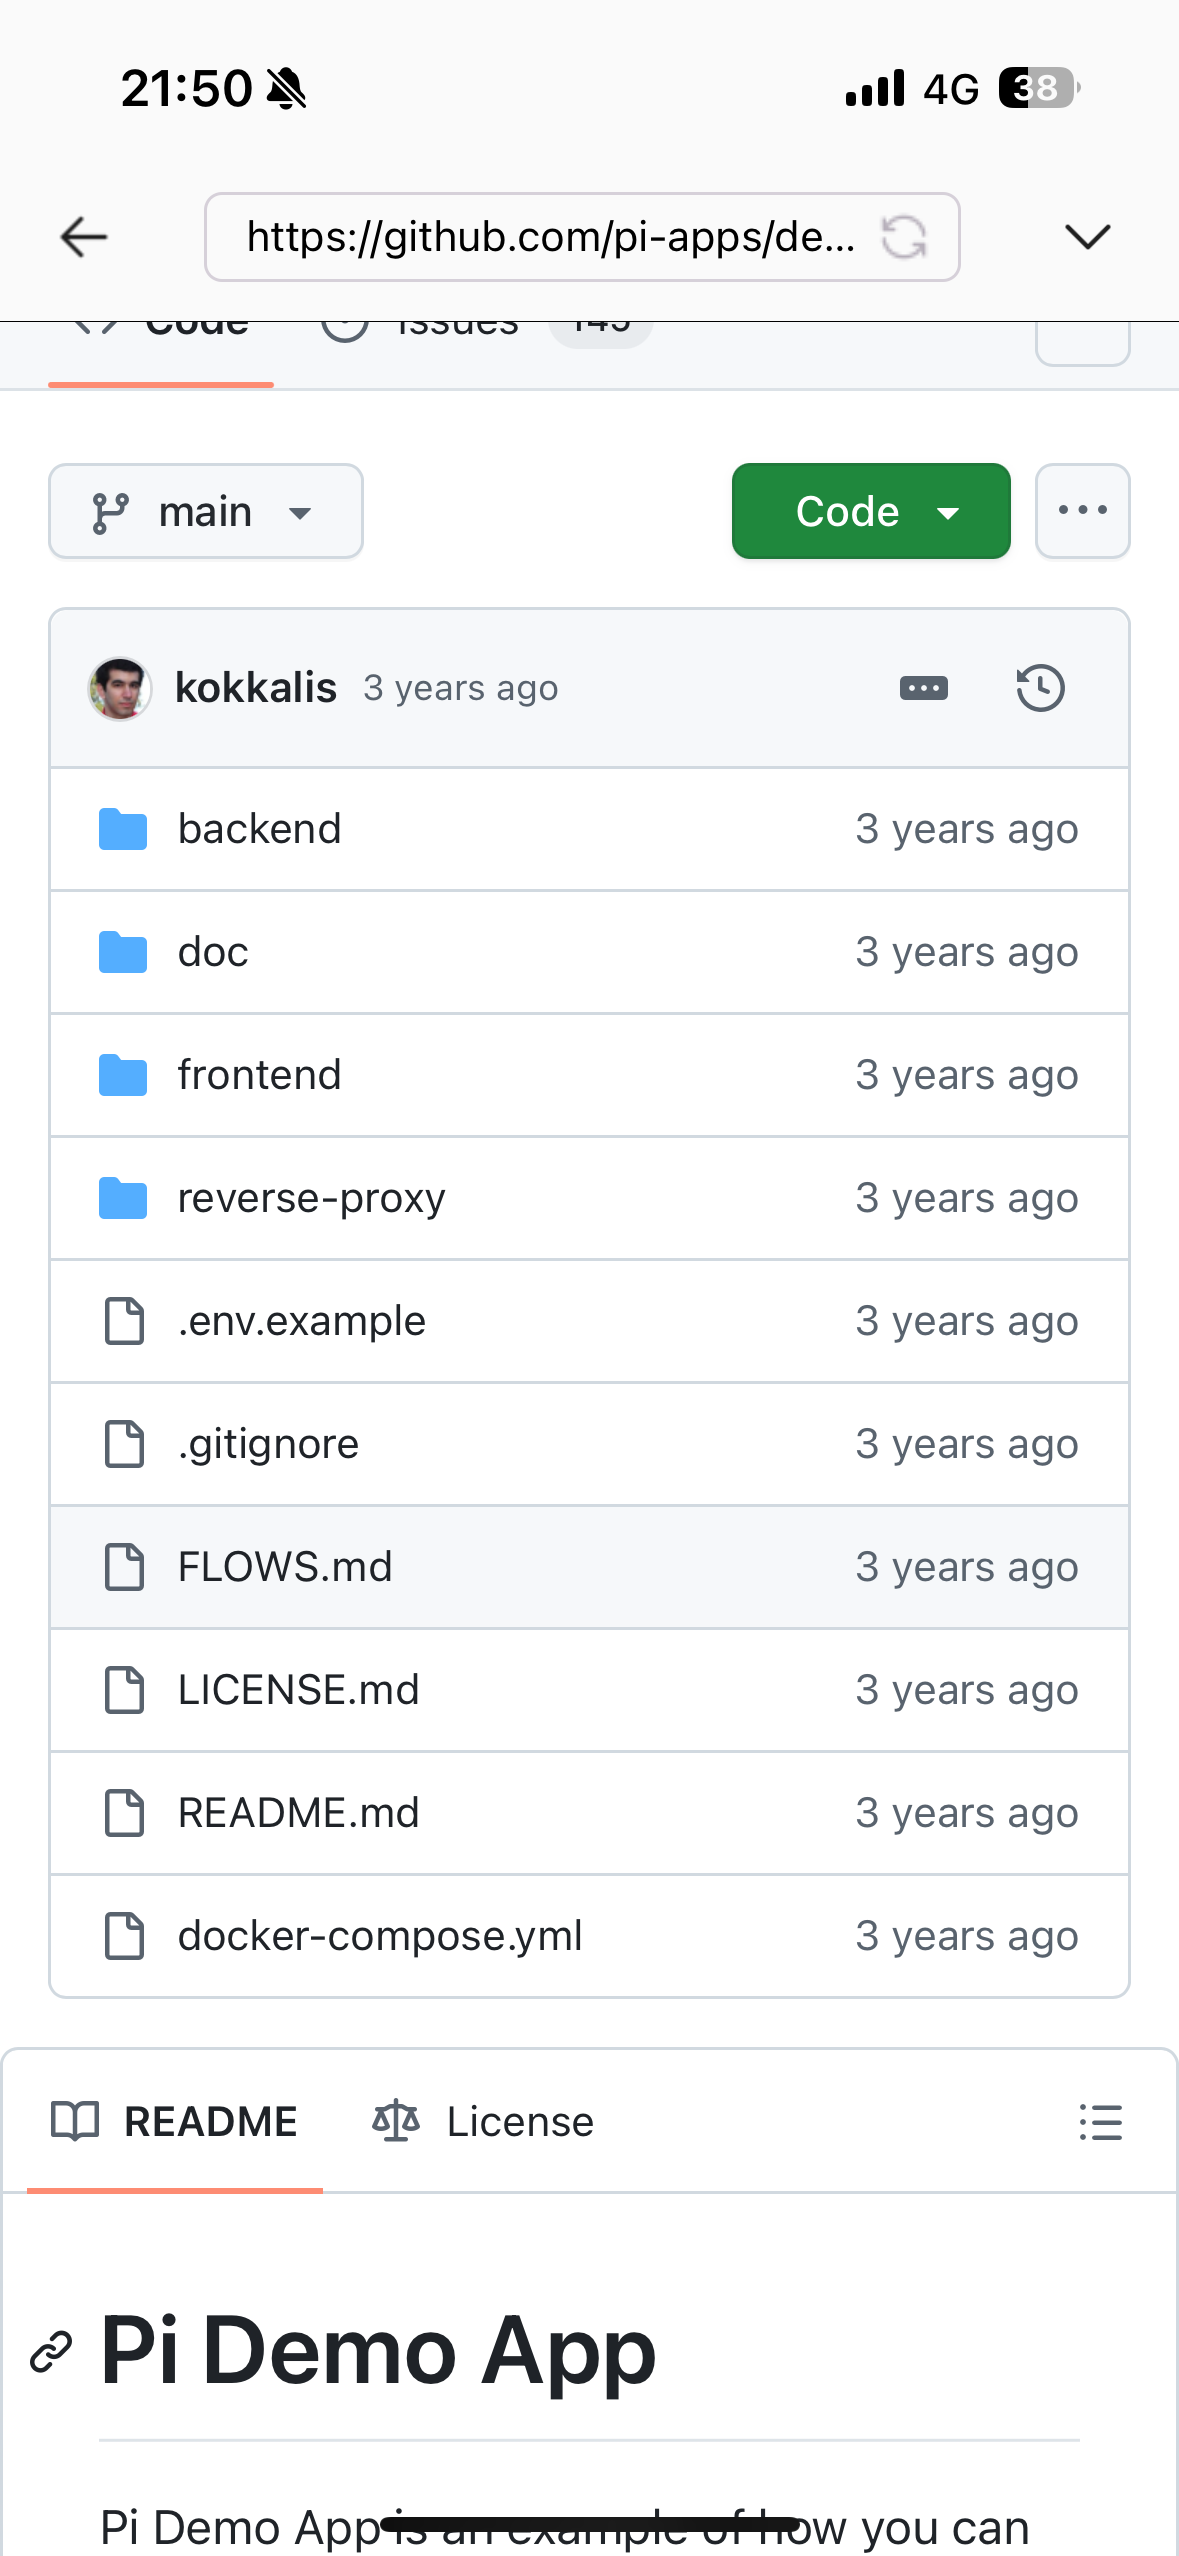 21:50 4G 38
https://github.com/pi-apps/de...
Code Issues 145
main Code
kokkalis 3 years ago
backend 3 years ago
doc 3 years ago
frontend 3 years ago
reverse-proxy 3 years ago
.env.example 3 years ago
.gitignore 3 years ago
FLOWS.md 3 years ago
LICENSE.md 3 years ago
README.md 3 years ago
docker-compose.yml 3 years ago
README License
Pi Demo App
Pi Demo App is an example of how you can